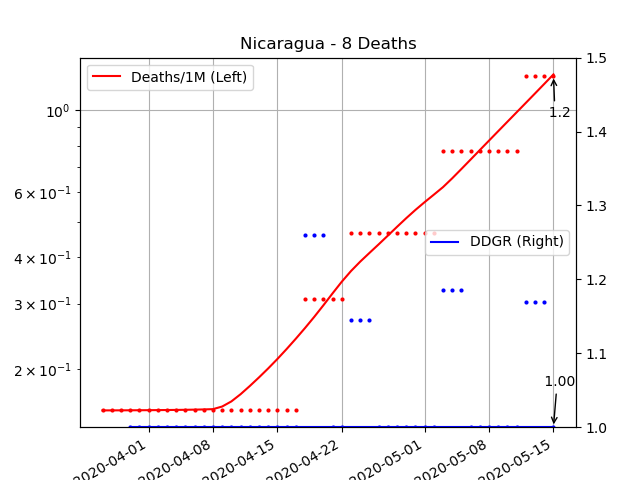 Nicaragua - 8 Deaths
Deaths/1M (Left)
DDGR (Right)
10⁰
6 × 10⁻¹
4 × 10⁻¹
3 × 10⁻¹
2 × 10⁻¹
1.5
1.4
1.3
1.2
1.1
1.0
1.2
1.00
2020-04-01
2020-04-08
2020-04-15
2020-04-22
2020-05-01
2020-05-08
2020-05-15